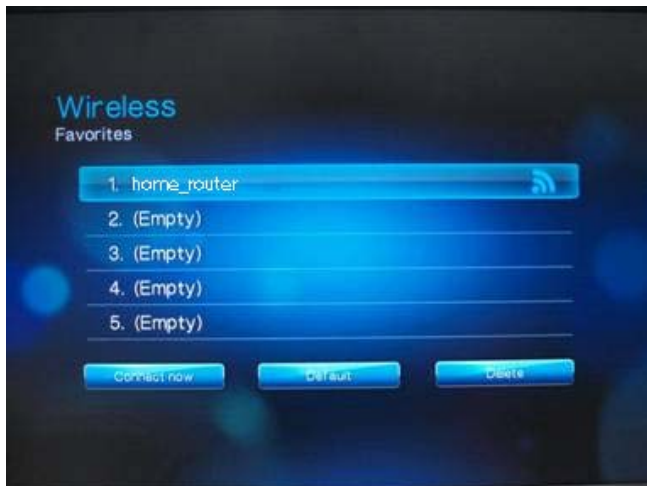 Wireless
Favorites
1. home_router
2. (Empty)
3. (Empty)
4. (Empty)
5. (Empty)
Connect now Default Delete